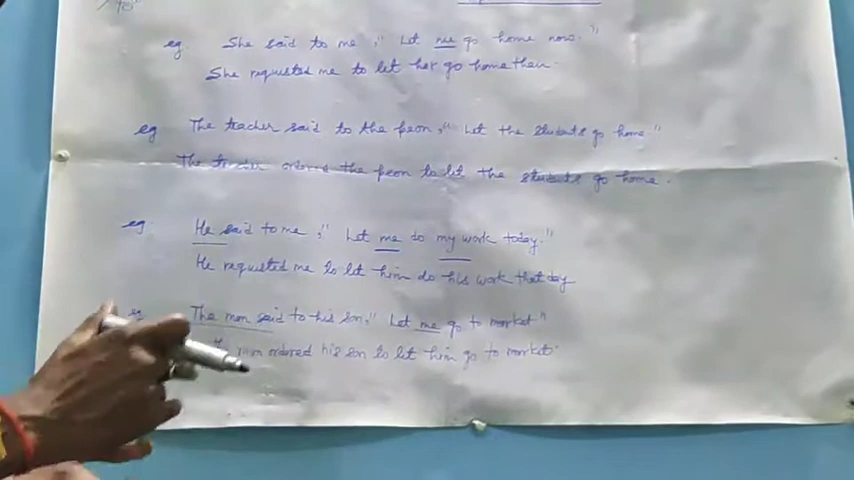 eg. She said to me, " Let me go home now."
She requested me to let her go home then.
eg The teacher said to the peon, " Let the students go home."
The teacher ordered the peon to let the students go home.
eg. He said to me, " Let me do my work today."
He requested me to let him do his work that day
eg The man said to his son," Let me go to market"
man ordered his son to let him go to market.